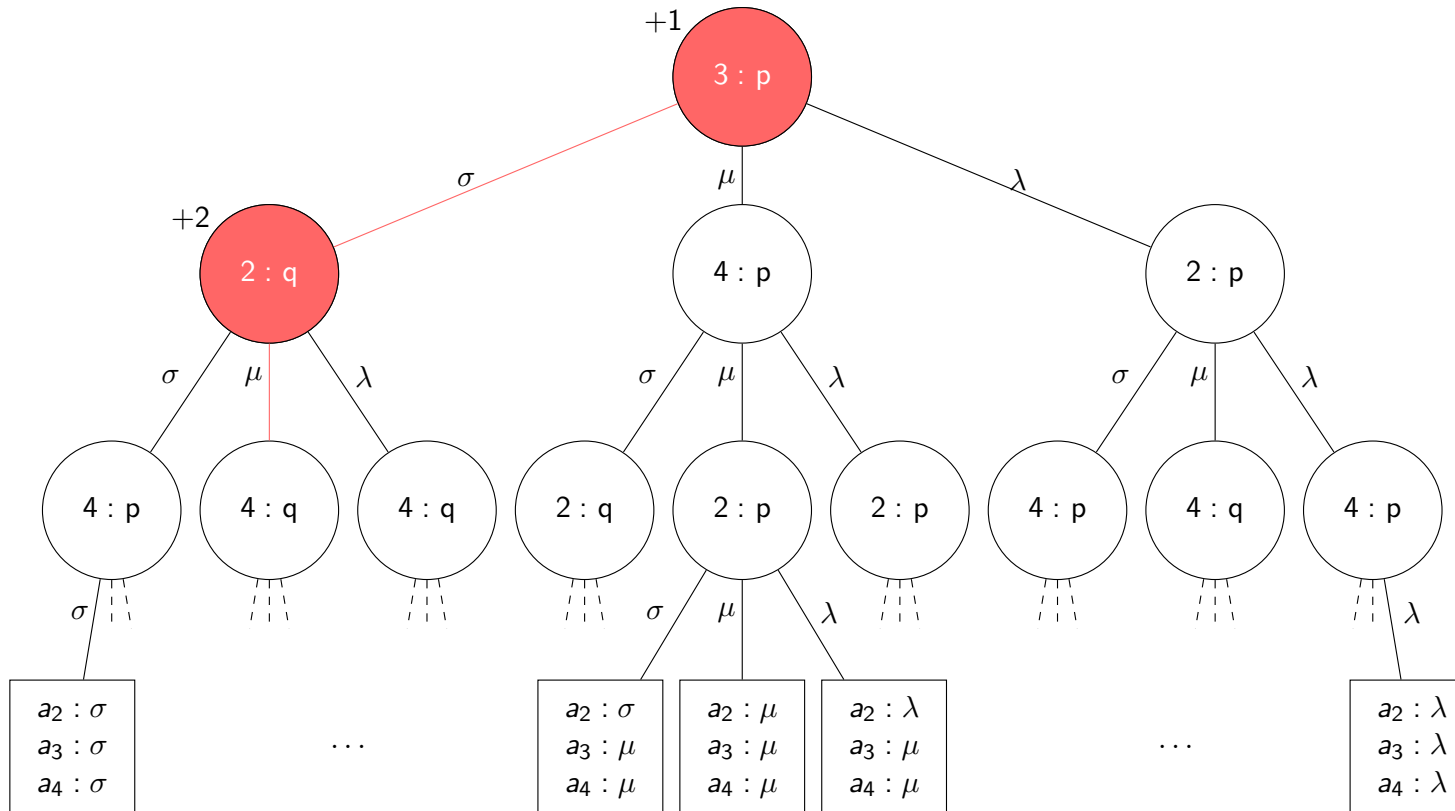 +1
3 : p
σ μ λ
+2
2 : q 4 : p 2 : p
σ μ λ σ μ λ σ μ λ
4 : p 4 : q 4 : q 2 : q 2 : p 2 : p 4 : p 4 : q 4 : p
σ σ μ λ λ
a₂ : σ a₂ : σ a₂ : μ a₂ : λ a₂ : λ
a₃ : σ ... a₃ : μ a₃ : μ a₃ : μ ... a₃ : λ
a₄ : σ a₄ : μ a₄ : μ a₄ : μ a₄ : λ